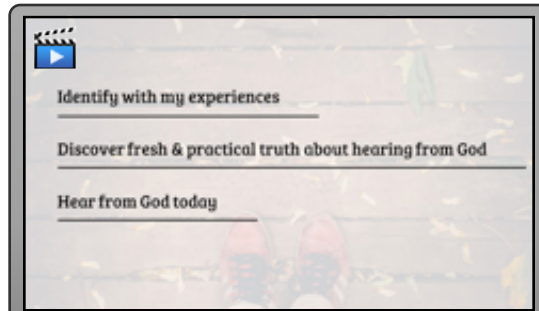 Identify with my experiences
Discover fresh & practical truth about hearing from God
Hear from God today